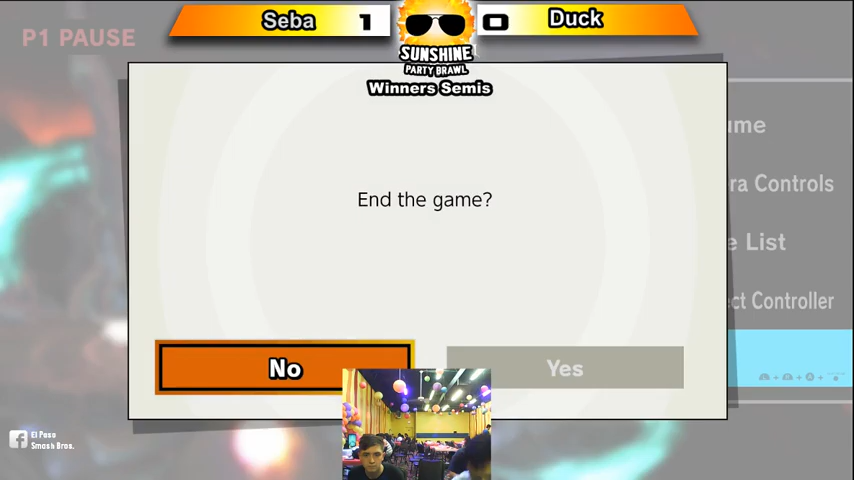 P1 PAUSE
Seba 1 0 Duck
SUNSHINE
PARTY BRAWL
Winners Semis
End the game?
No Yes
ume
ra Controls
e List
ect Controller
El Paso
Smash Bros.